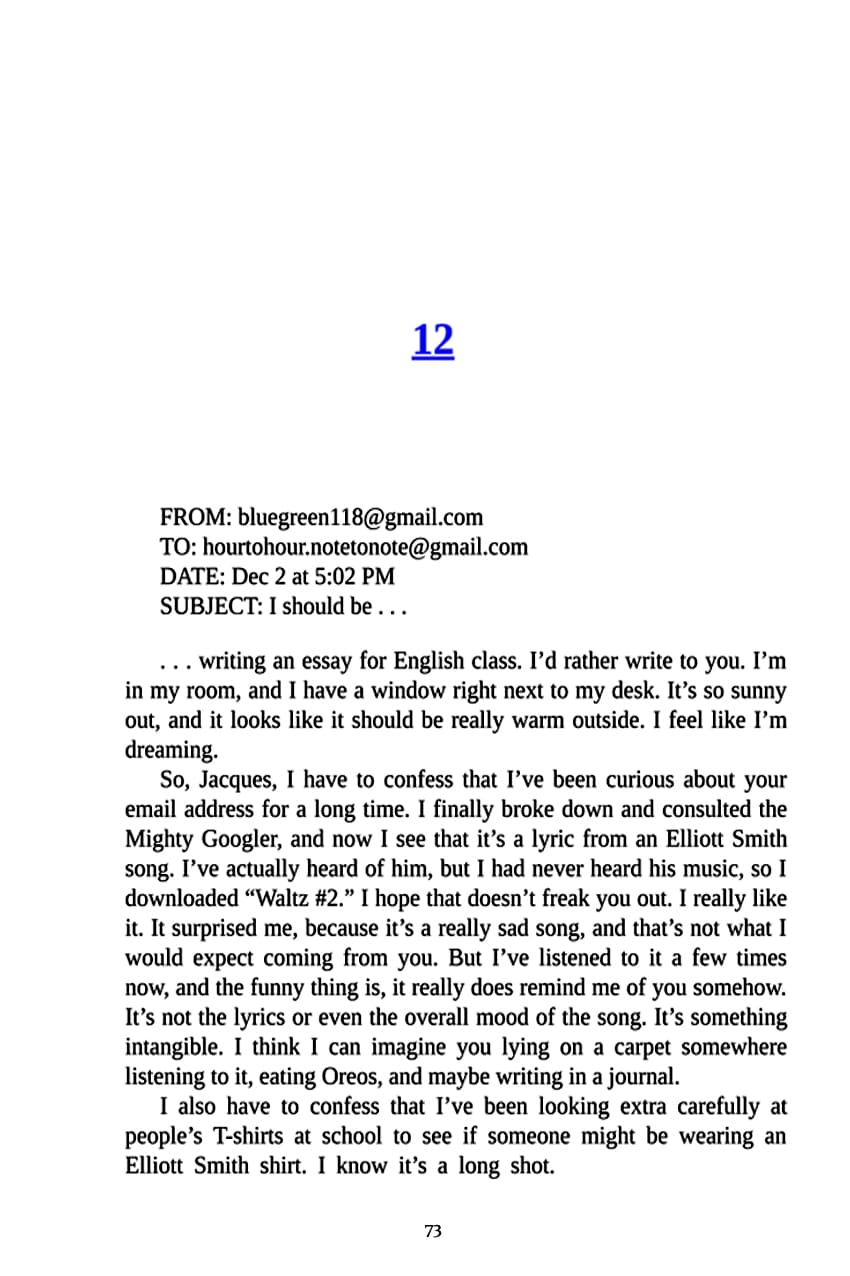 12
FROM: bluegreen118@gmail.com
TO: hourtohour.notetonote@gmail.com
DATE: Dec 2 at 5:02 PM
SUBJECT: I should be . . .
. . . writing an essay for English class. I’d rather write to you. I’m
in my room, and I have a window right next to my desk. It’s so sunny
out, and it looks like it should be really warm outside. I feel like I’m
dreaming.
So, Jacques, I have to confess that I’ve been curious about your
email address for a long time. I finally broke down and consulted the
Mighty Googler, and now I see that it’s a lyric from an Elliott Smith
song. I’ve actually heard of him, but I had never heard his music, so I
downloaded “Waltz #2.” I hope that doesn’t freak you out. I really like
it. It surprised me, because it’s a really sad song, and that’s not what I
would expect coming from you. But I’ve listened to it a few times
now, and the funny thing is, it really does remind me of you somehow.
It’s not the lyrics or even the overall mood of the song. It’s something
intangible. I think I can imagine you lying on a carpet somewhere
listening to it, eating Oreos, and maybe writing in a journal.
I also have to confess that I’ve been looking extra carefully at
people’s T-shirts at school to see if someone might be wearing an
Elliott Smith shirt. I know it’s a long shot.
73